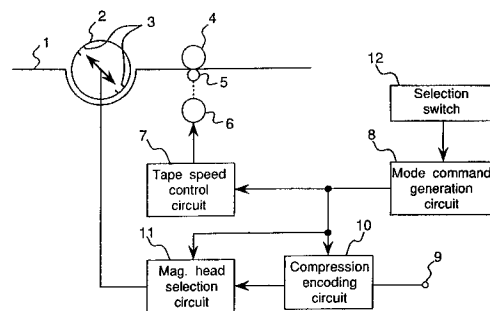 1
2
3
4
5
6
12
Selection
switch
8
Mode command
generation
circuit
7
Tape speed
control
circuit
11
Mag. head
selection
circuit
10
Compression
encoding
circuit
9